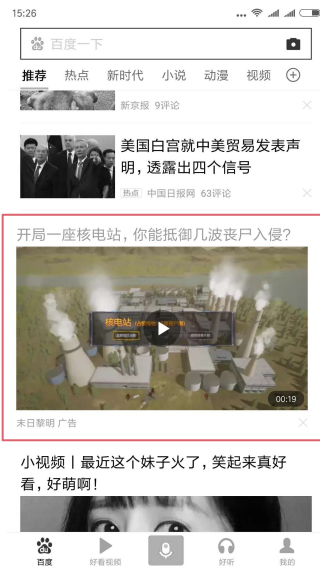 15:26
百度一下
推荐 热点 新时代 小说 动漫 视频
新京报 9评论
美国白宫就中美贸易发表声
明，透露出四个信号
热点 中国日报网 63评论
开局一座核电站，你能抵御几波丧尸入侵？
核电站
00:19
末日黎明 广告
小视频丨最近这个妹子火了，笑起来真好
看，好萌啊！
百度 好看视频 好听 我的